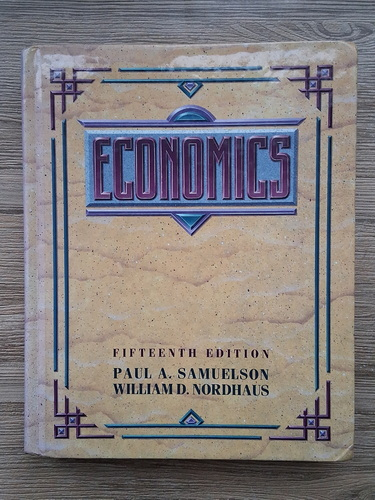 ECONOMICS
FIFTEENTH EDITION
PAUL A. SAMUELSON
WILLIAM D. NORDHAUS